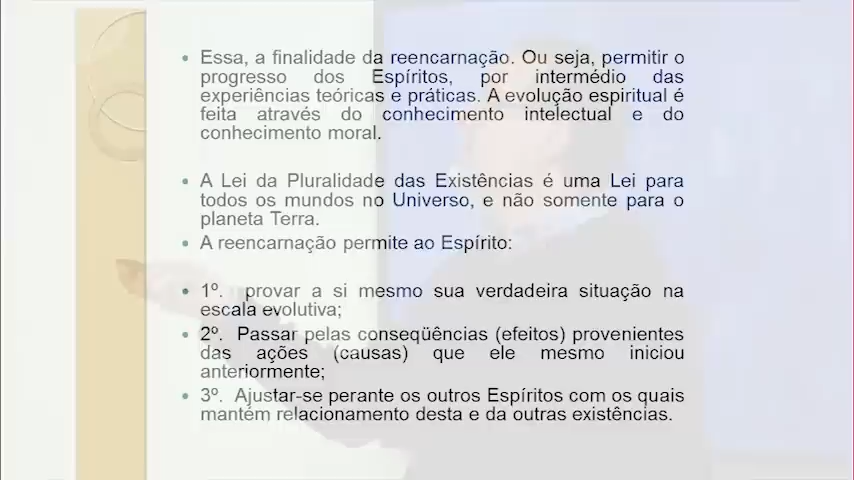 Essa, a finalidade da reencarnação. Ou seja, permitir o
progresso dos Espíritos, por intermédio das
experiências teóricas e práticas. A evolução espiritual é
feita através do conhecimento intelectual e do
conhecimento moral.
A Lei da Pluralidade das Existências é uma Lei para
todos os mundos no Universo, e não somente para o
planeta Terra.
A reencarnação permite ao Espírito:
1º. provar a si mesmo sua verdadeira situação na
escala evolutiva;
2º. Passar pelas conseqüências (efeitos) provenientes
das ações (causas) que ele mesmo iniciou
anteriormente;
3º. Ajustar-se perante os outros Espíritos com os quais
mantém relacionamento desta e da outras existências.